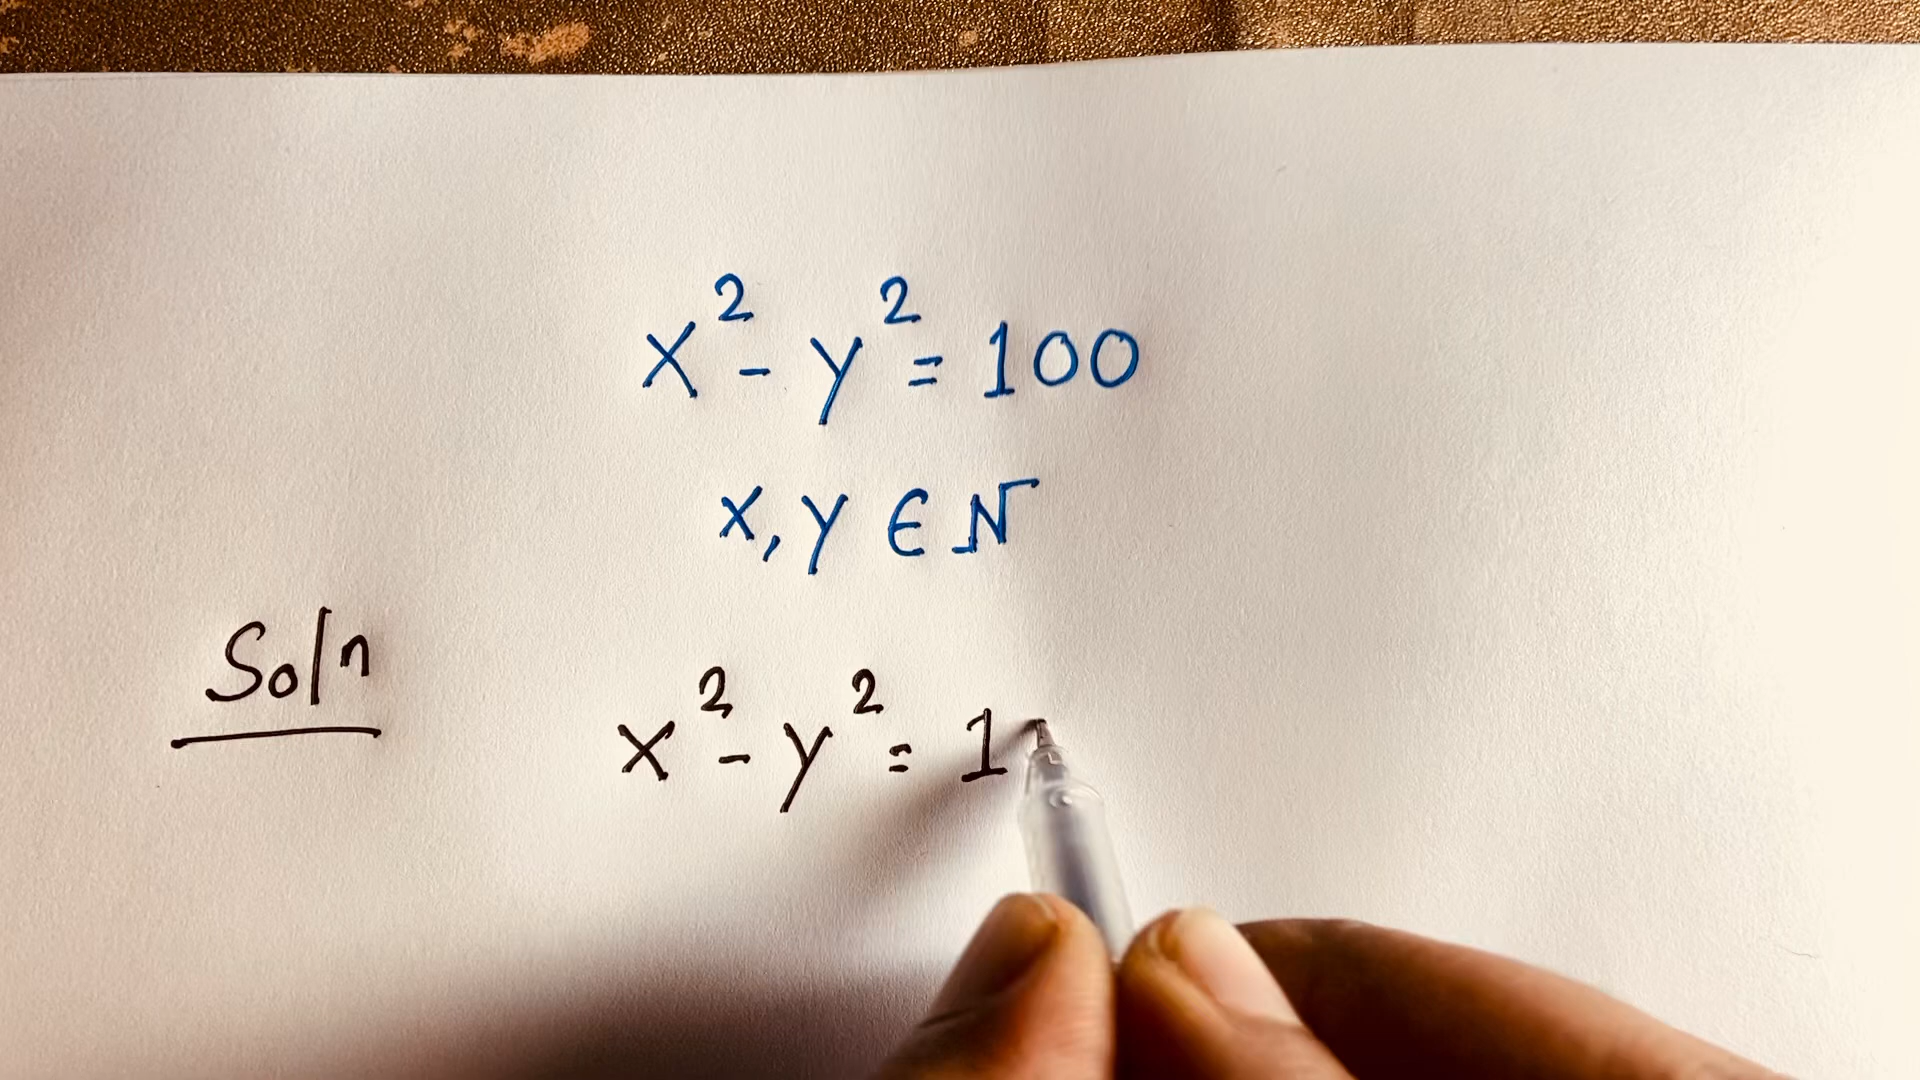 x² - y² = 100
x, y ∈ N
Soln
x² - y² = 1